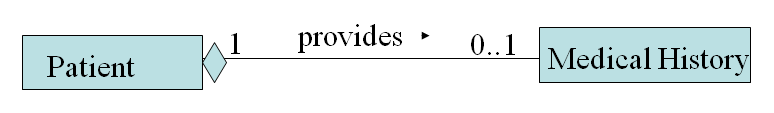 Patient
1
provides
0..1
Medical History